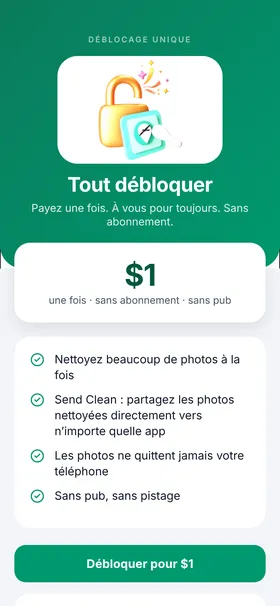 DÉBLOCAGE UNIQUE
Tout débloquer
Payez une fois. À vous pour toujours. Sans
abonnement.
$1
une fois · sans abonnement · sans pub
Nettoyez beaucoup de photos à la
fois
Send Clean : partagez les photos
nettoyées directement vers
n’importe quelle app
Les photos ne quittent jamais votre
téléphone
Sans pub, sans pistage
Débloquer pour $1